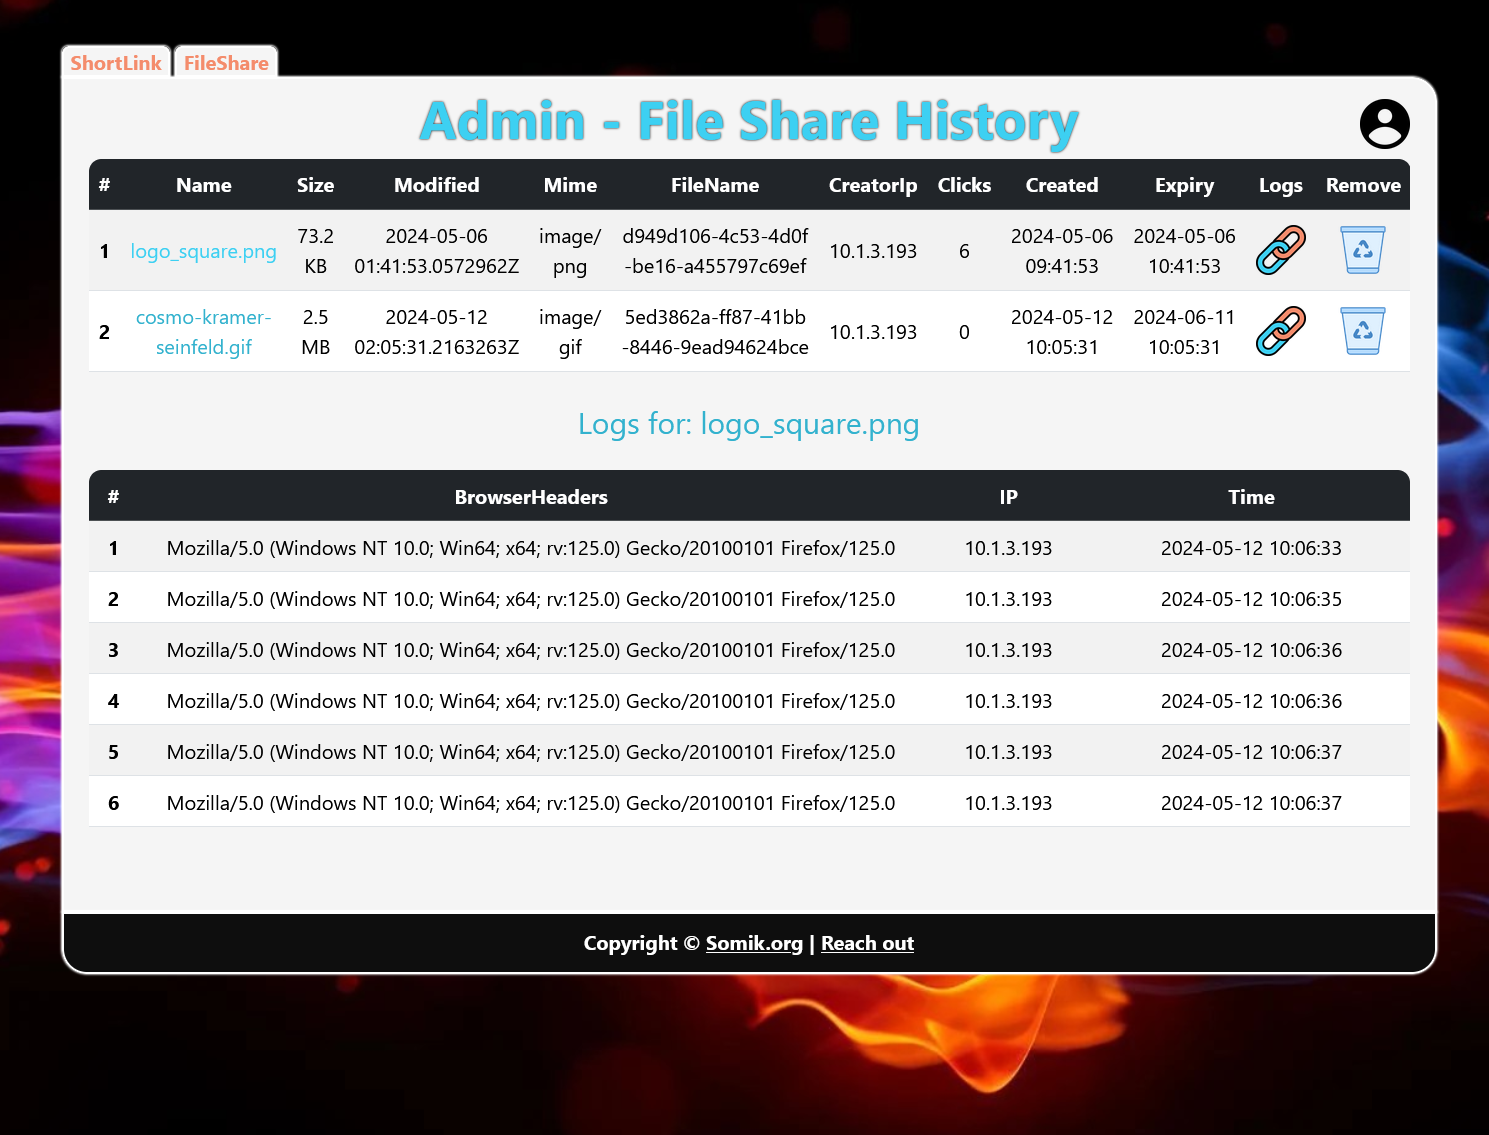 ShortLink FileShare
Admin - File Share History
# Name Size Modified Mime FileName CreatorIp Clicks Created Expiry Logs Remove
1 logo_square.png 73.2 KB 2024-05-06 01:41:53.0572962Z image/png d949d106-4c53-4d0f-be16-a455797c69ef 10.1.3.193 6 2024-05-06 09:41:53 2024-05-06 10:41:53
2 cosmo-kramer-seinfeld.gif 2.5 MB 2024-05-12 02:05:31.2163263Z image/gif 5ed3862a-ff87-41bb-8446-9ead94624bce 10.1.3.193 0 2024-05-12 10:05:31 2024-06-11 10:05:31
Logs for: logo_square.png
# BrowserHeaders IP Time
1 Mozilla/5.0 (Windows NT 10.0; Win64; x64; rv:125.0) Gecko/20100101 Firefox/125.0 10.1.3.193 2024-05-12 10:06:33
2 Mozilla/5.0 (Windows NT 10.0; Win64; x64; rv:125.0) Gecko/20100101 Firefox/125.0 10.1.3.193 2024-05-12 10:06:35
3 Mozilla/5.0 (Windows NT 10.0; Win64; x64; rv:125.0) Gecko/20100101 Firefox/125.0 10.1.3.193 2024-05-12 10:06:36
4 Mozilla/5.0 (Windows NT 10.0; Win64; x64; rv:125.0) Gecko/20100101 Firefox/125.0 10.1.3.193 2024-05-12 10:06:36
5 Mozilla/5.0 (Windows NT 10.0; Win64; x64; rv:125.0) Gecko/20100101 Firefox/125.0 10.1.3.193 2024-05-12 10:06:37
6 Mozilla/5.0 (Windows NT 10.0; Win64; x64; rv:125.0) Gecko/20100101 Firefox/125.0 10.1.3.193 2024-05-12 10:06:37
Copyright © Somik.org | Reach out